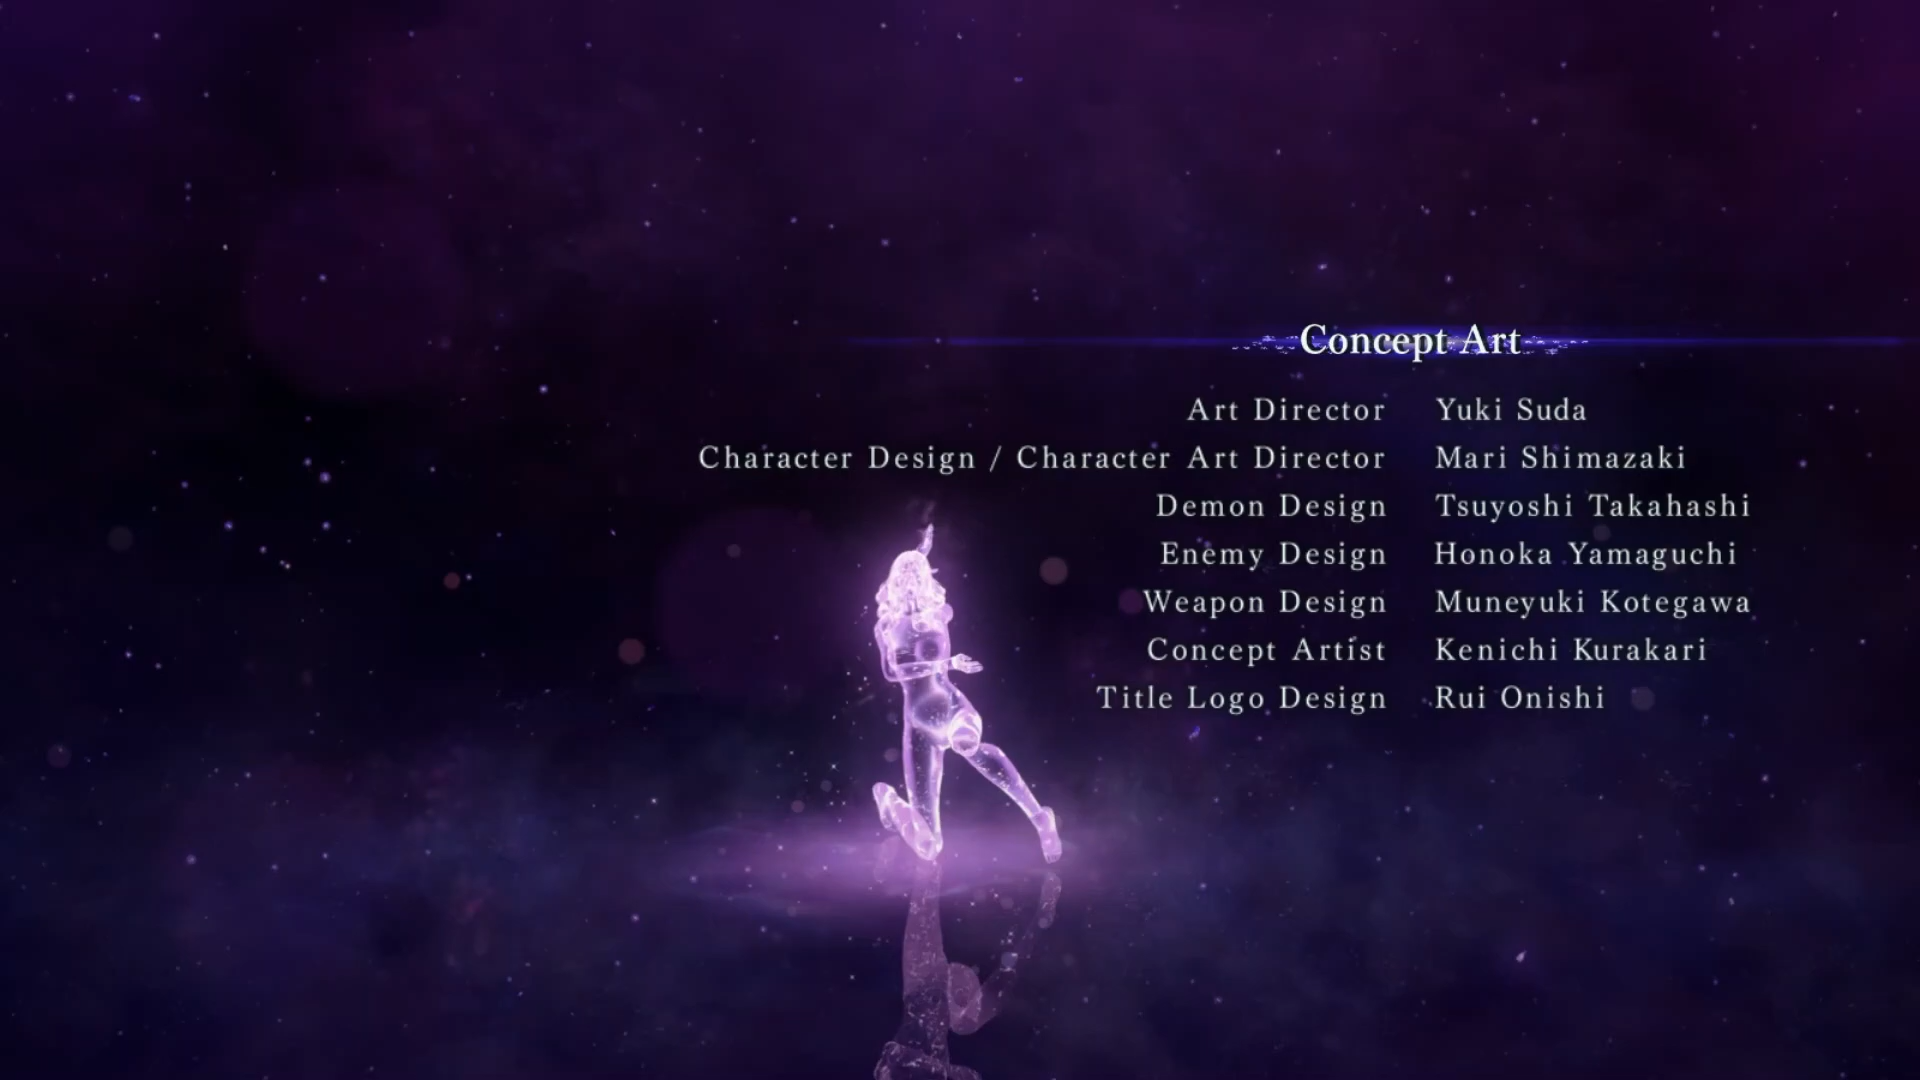 Concept Art
Art Director Yuki Suda
Character Design / Character Art Director Mari Shimazaki
Demon Design Tsuyoshi Takahashi
Enemy Design Honoka Yamaguchi
Weapon Design Muneyuki Kotegawa
Concept Artist Kenichi Kurakari
Title Logo Design Rui Onishi